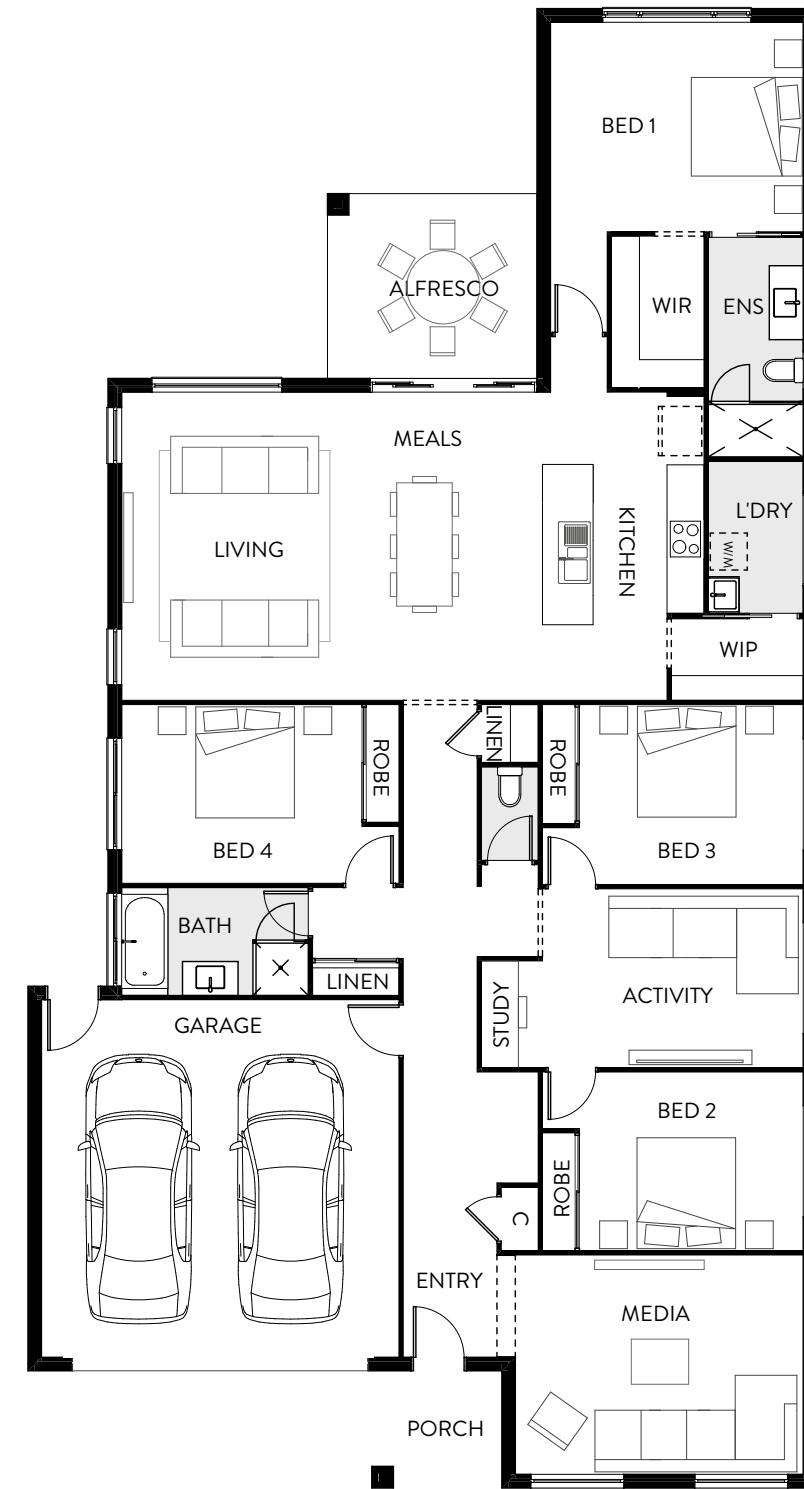 BED 1
ALFRESCO
WIR
ENS
MEALS
LIVING
KITCHEN
L'DRY
W/M
WIP
ROBE
LINEN
ROBE
BED 4
BED 3
BATH
LINEN
STUDY
ACTIVITY
GARAGE
BED 2
ROBE
C
ENTRY
MEDIA
PORCH